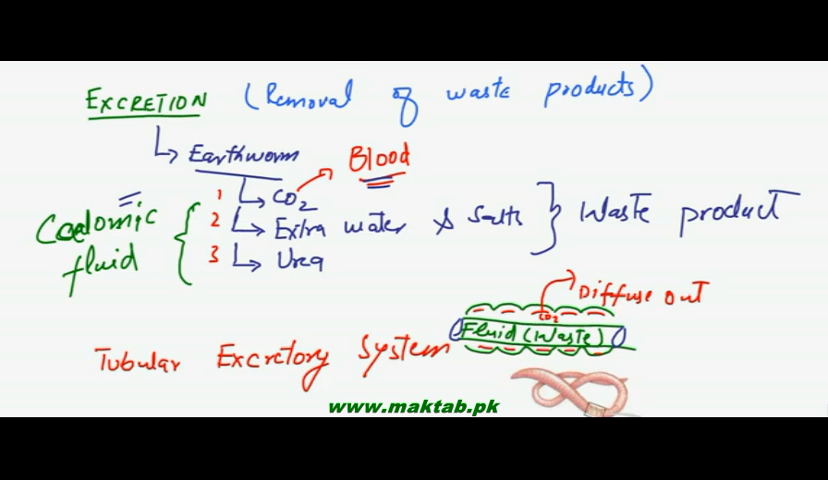 EXCRETION (Removal of waste products)
Earthworm Blood
1 CO2
Coelomic fluid 2 Extra water & Salts Waste product
3 Urea
Diffuse out
CO2
Tubular Excretory System Fluid (Waste)
www.maktab.pk